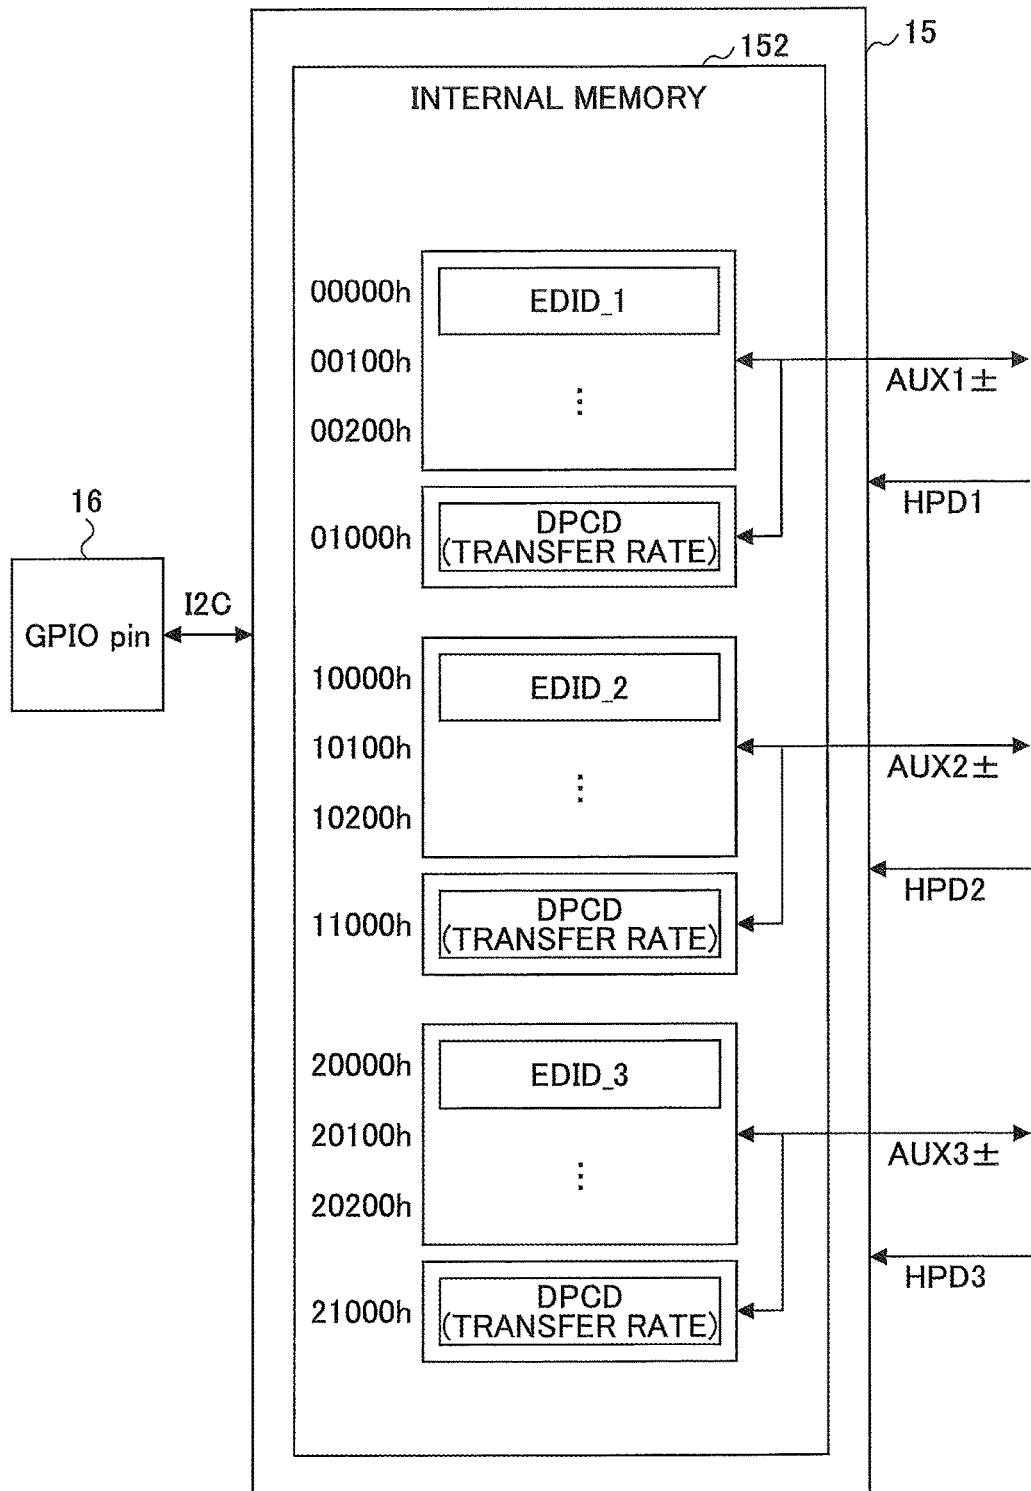 15
152
INTERNAL MEMORY
00000h
EDID_1
00100h
AUX1±
⋮
00200h
HPD1
16
01000h
DPCD
(TRANSFER RATE)
I2C
GPIO pin
10000h
EDID_2
10100h
AUX2±
⋮
10200h
HPD2
11000h
DPCD
(TRANSFER RATE)
20000h
EDID_3
20100h
AUX3±
⋮
20200h
HPD3
21000h
DPCD
(TRANSFER RATE)